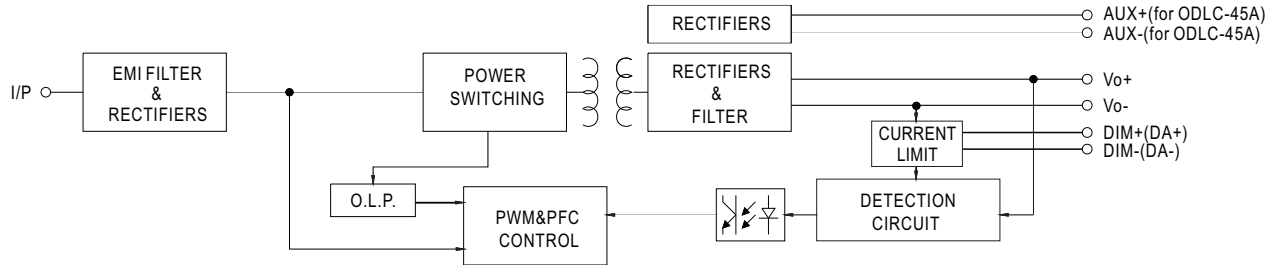 RECTIFIERS
AUX+(for ODLC-45A)
AUX-(for ODLC-45A)
I/P
EMI FILTER
&
RECTIFIERS
POWER
SWITCHING
RECTIFIERS
&
FILTER
Vo+
Vo-
CURRENT
LIMIT
DIM+(DA+)
DIM-(DA-)
O.L.P.
PWM&PFC
CONTROL
DETECTION
CIRCUIT